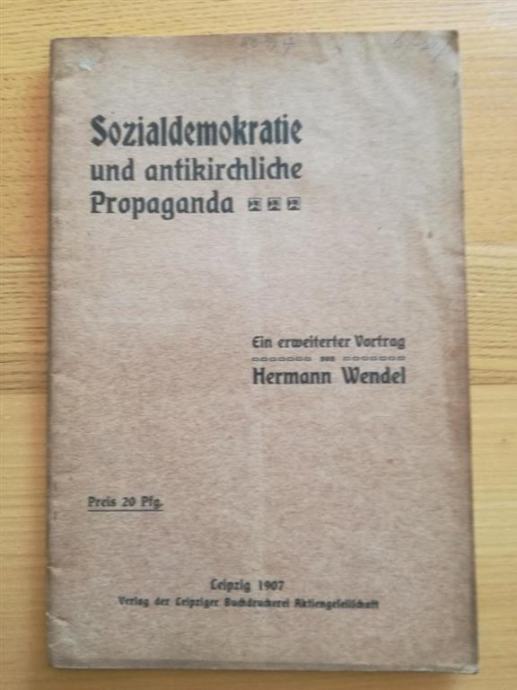 Sozialdemokratie
und antikirchliche
Propaganda
Ein erweiterter Vortrag
von
Hermann Wendel
Preis 20 Pfg.
Leipzig 1907
Verlag der Leipziger Buchdruckerei Aktiengesellschaft